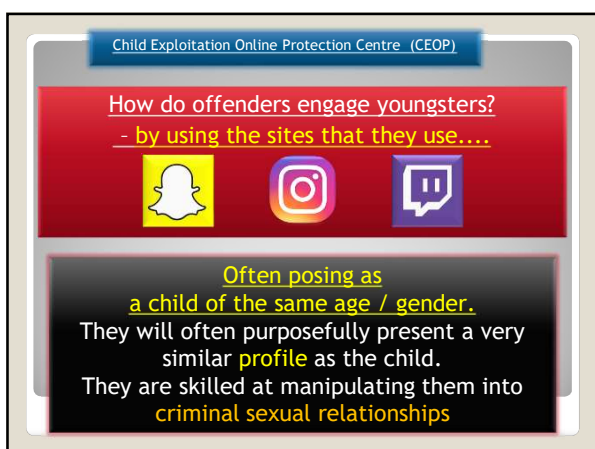 Child Exploitation Online Protection Centre (CEOP)
How do offenders engage youngsters?
– by using the sites that they use....
Often posing as
a child of the same age / gender.
They will often purposefully present a very
similar profile as the child.
They are skilled at manipulating them into
criminal sexual relationships